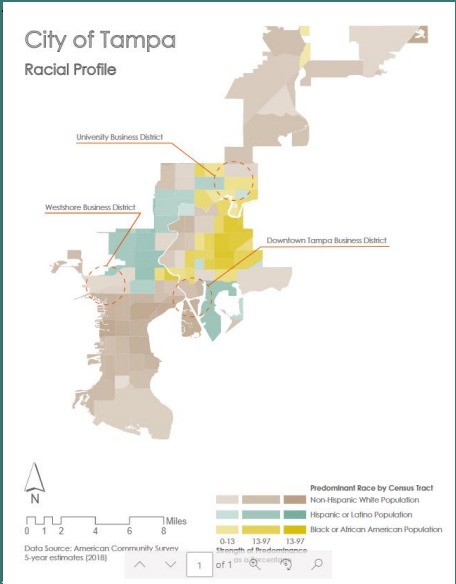 City of Tampa
Racial Profile
University Business District
Westshore Business District
Downtown Tampa Business District
N
0 1 2 4 6 8 Miles
Data Source: American Community Survey
5-year estimates (2018)
Predominant Race by Census Tract
Non-Hispanic White Population
Hispanic or Latino Population
Black or African American Population
0-13 13-97 13-97
Strength of Predominance
as a Percentage
1 of 1